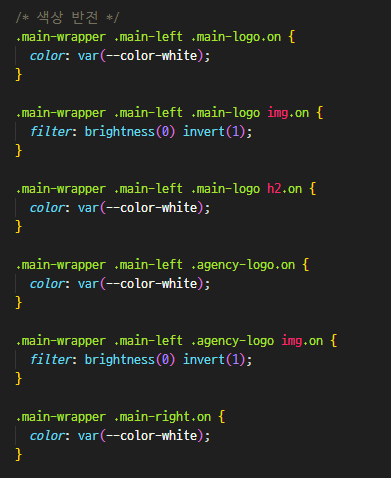 /* 색상 반전 */
.main-wrapper .main-left .main-logo.on {
  color: var(--color-white);
}

.main-wrapper .main-left .main-logo img.on {
  filter: brightness(0) invert(1);
}

.main-wrapper .main-left .main-logo h2.on {
  color: var(--color-white);
}

.main-wrapper .main-left .agency-logo.on {
  color: var(--color-white);
}

.main-wrapper .main-left .agency-logo img.on {
  filter: brightness(0) invert(1);
}

.main-wrapper .main-right.on {
  color: var(--color-white);
}